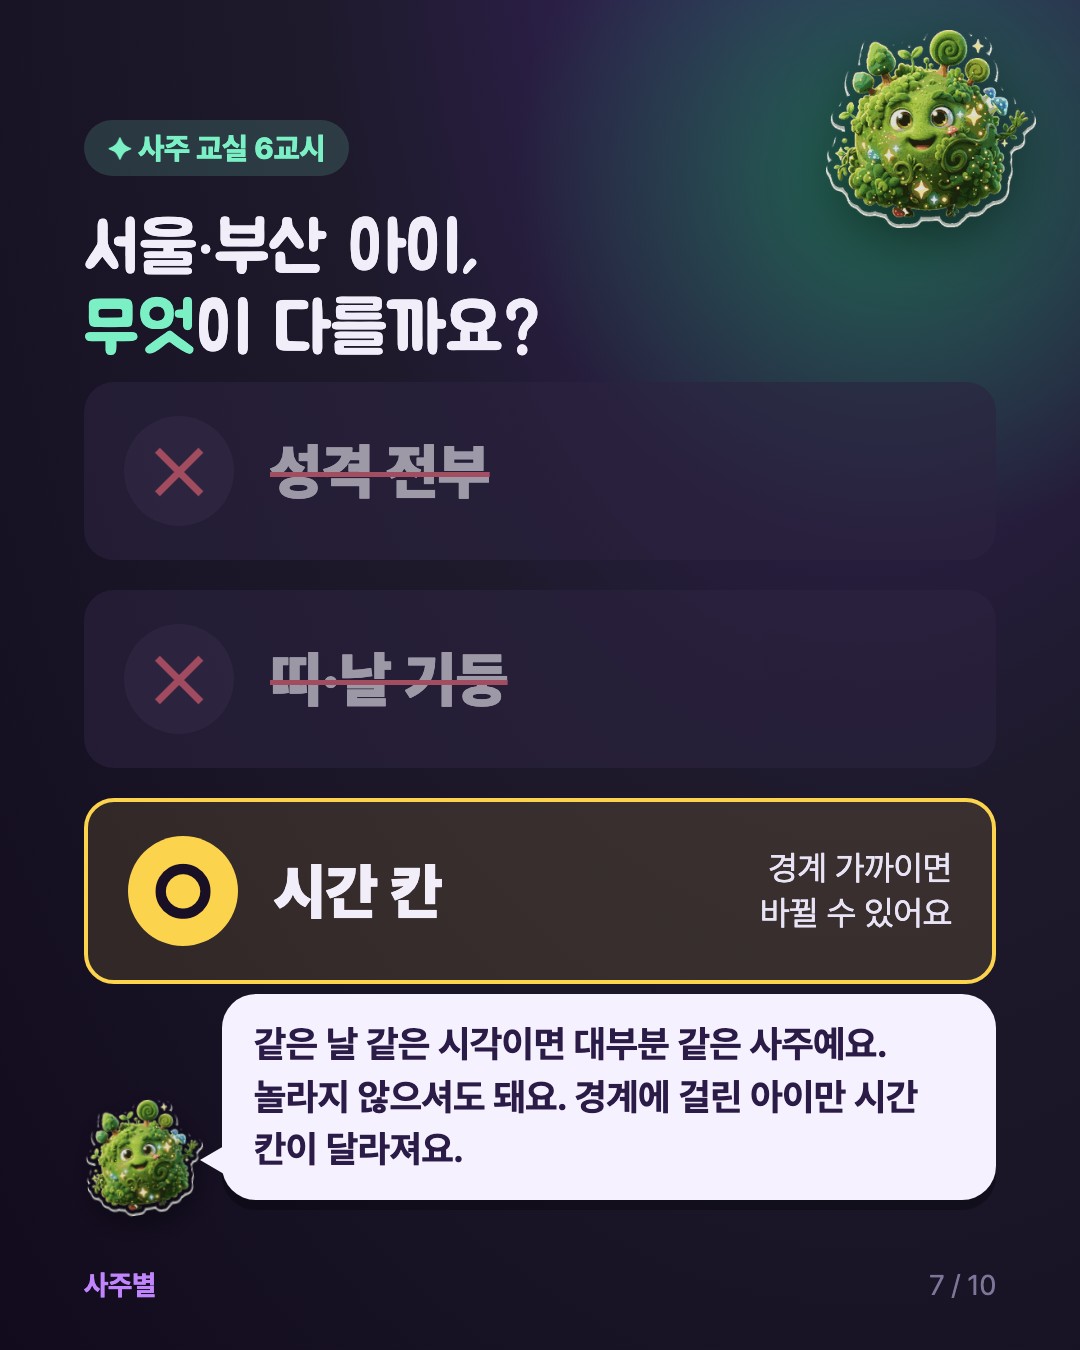 ✦ 사주 교실 6교시
서울·부산 아이,
무엇이 다를까요?
성격 전부
띠·날 기둥
시간 칸
경계 가까이면
바뀔 수 있어요
같은 날 같은 시각이면 대부분 같은 사주예요.
놀라지 않으셔도 돼요. 경계에 걸린 아이만 시간
칸이 달라져요.
사주별
7 / 10